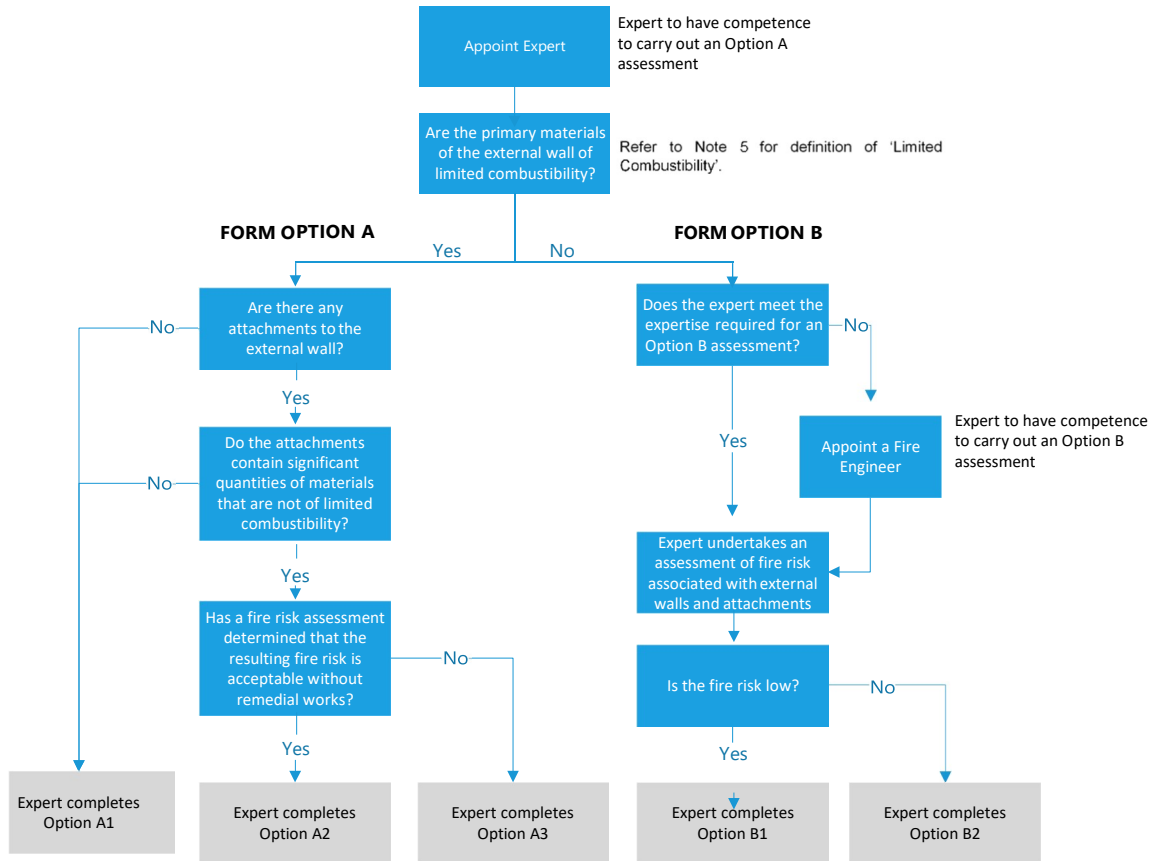 Appoint Expert
Expert to have competence
to carry out an Option A
assessment
Are the primary materials
of the external wall of
limited combustibility?
Refer to Note 5 for definition of ‘Limited
Combustibility’.
FORM OPTION A
FORM OPTION B
Yes
No
Are there any
attachments to the
external wall?
No
Yes
Does the expert meet the
expertise required for an
Option B assessment?
No
Yes
Do the attachments
contain significant
quantities of materials
that are not of limited
combustibility?
No
Yes
Appoint a Fire
Engineer
Expert to have competence
to carry out an Option B
assessment
Expert undertakes an
assessment of fire risk
associated with external
walls and attachments
Has a fire risk assessment
determined that the
resulting fire risk is
acceptable without
remedial works?
No
Yes
Is the fire risk low?
No
Yes
Expert completes
Option A1
Expert completes
Option A2
Expert completes
Option A3
Expert completes
Option B1
Expert completes
Option B2